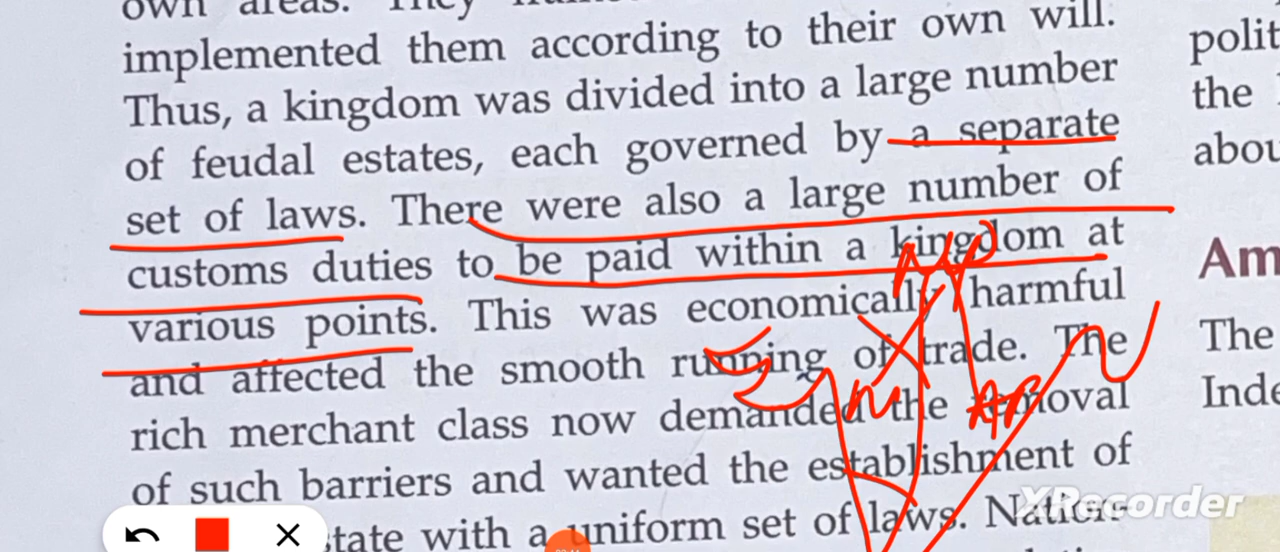 own areas. They
implemented them according to their own will.
Thus, a kingdom was divided into a large number
of feudal estates, each governed by a separate
set of laws. There were also a large number of
customs duties to be paid within a kingdom at
various points. This was economically harmful
and affected the smooth running of trade. The
rich merchant class now demanded the removal
of such barriers and wanted the establishment of
state with a uniform set of laws. Nation-
polit
the
abou
Am
The
Inde
XRecorder